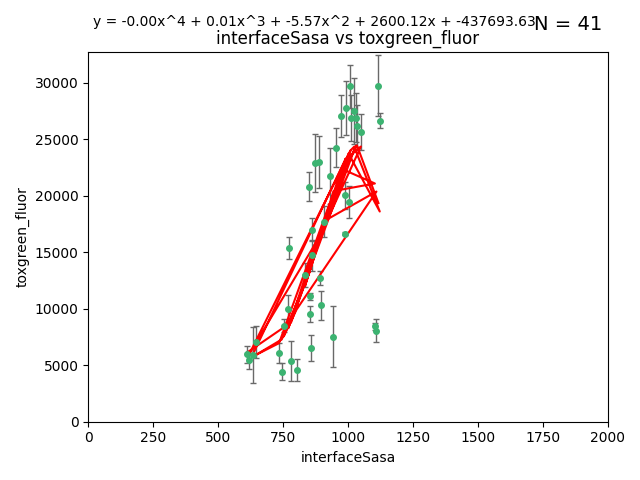 y = -0.00x^4 + 0.01x^3 + -5.57x^2 + 2600.12x + -437693.63
N = 41
interfaceSasa vs toxgreen_fluor
30000
25000
20000
15000
10000
5000
0
toxgreen_fluor
0 250 500 750 1000 1250 1500 1750 2000
interfaceSasa